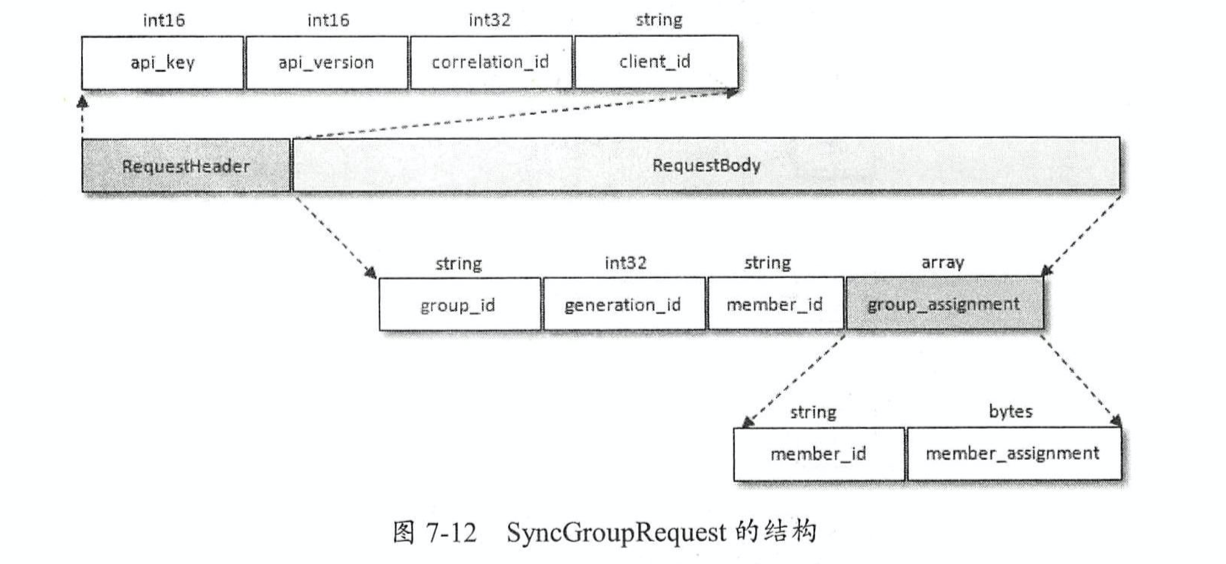 int16 int16 int32 string
api_key api_version correlation_id client_id
RequestHeader RequestBody
string int32 string array
group_id generation_id member_id group_assignment
string bytes
member_id member_assignment
图 7-12 SyncGroupRequest 的结构